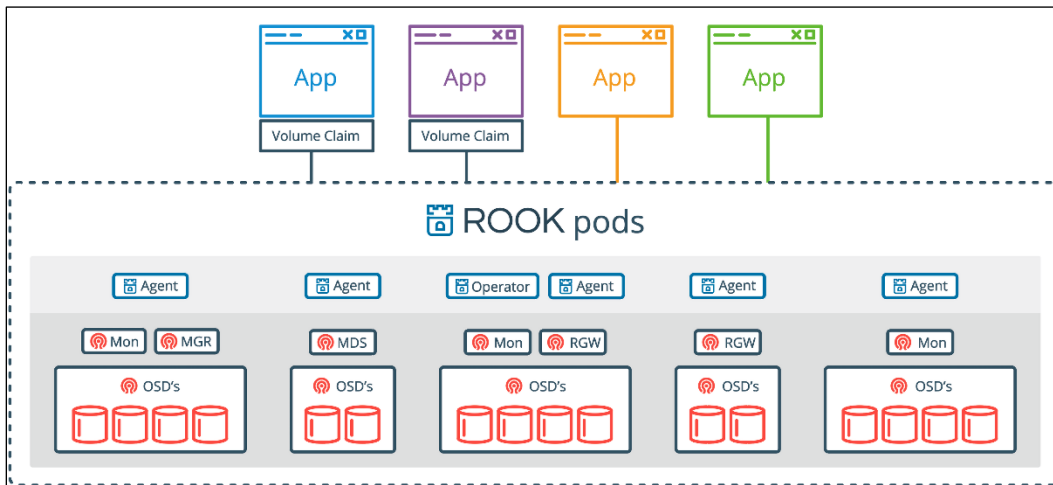 App App App App
Volume Claim Volume Claim
ROOK pods
Agent Agent Operator Agent Agent Agent
Mon MGR MDS Mon RGW RGW Mon
OSD's OSD's OSD's OSD's OSD's